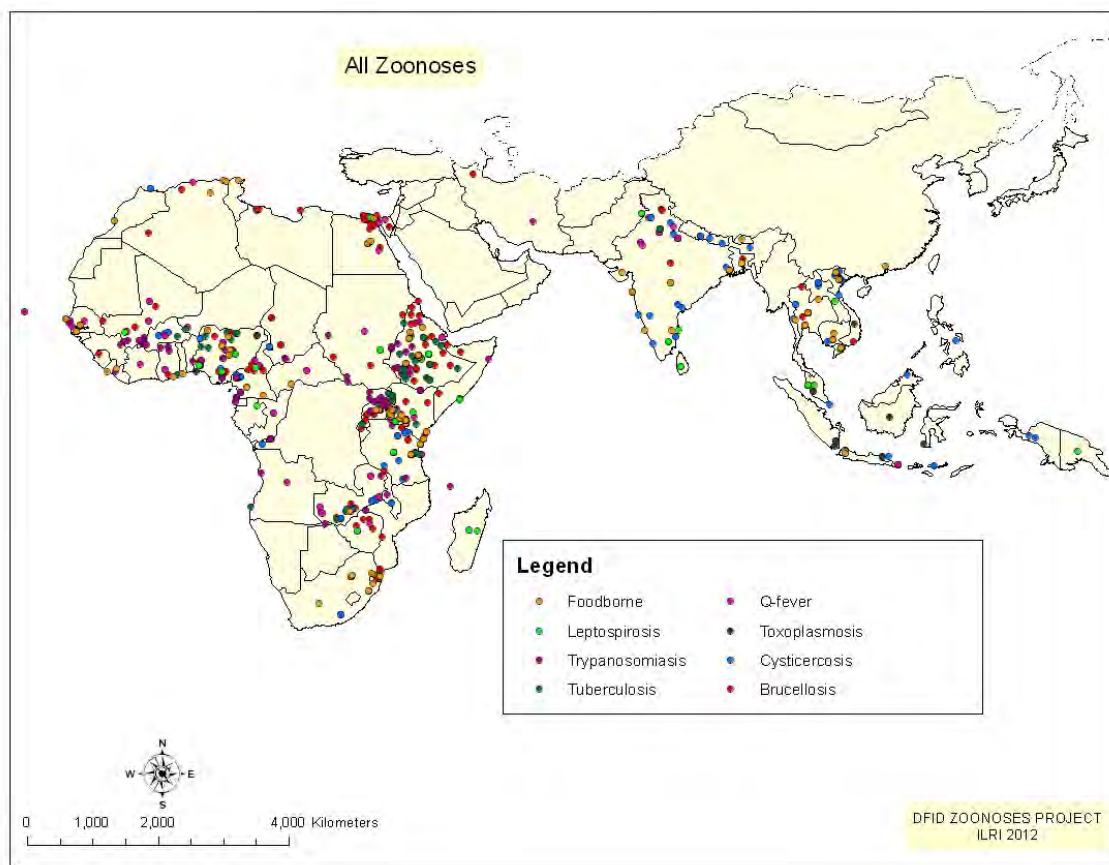 All Zoonoses
Legend
Foodborne
Leptospirosis
Trypanosomiasis
Tuberculosis
Q-fever
Toxoplasmosis
Cysticercosis
Brucellosis
N
W E
S
0 1,000 2,000 4,000 Kilometers
DFID ZOONOSES PROJECT
ILRI 2012